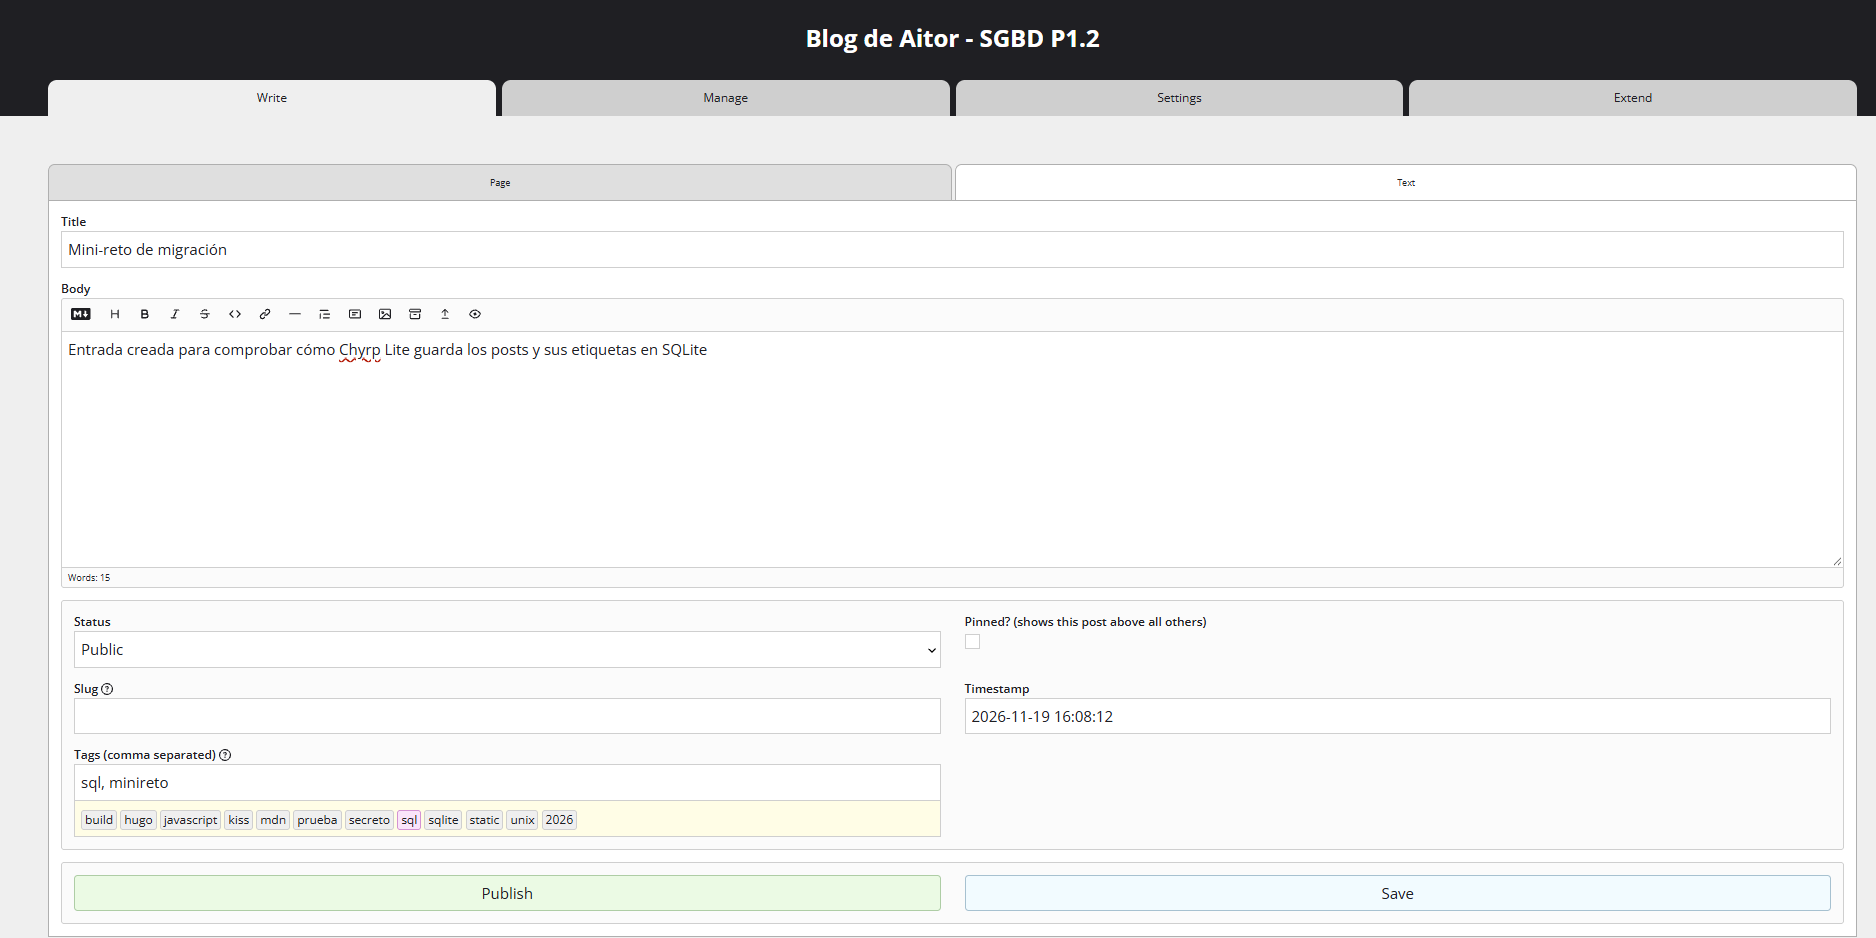 Blog de Aitor - SGBD P1.2
Write Manage Settings Extend
Page Text
Title
Mini-reto de migración
Body
M H B I S
Entrada creada para comprobar cómo Chyrp Lite guarda los posts y sus etiquetas en SQLite
Words: 15
Status Pinned? (shows this post above all others)
Public
Slug ? Timestamp
2026-11-19 16:08:12
Tags (comma separated) ?
sql, minireto
build hugo javascript kiss mdn prueba secreto sql sqlite static unix 2026
Publish Save